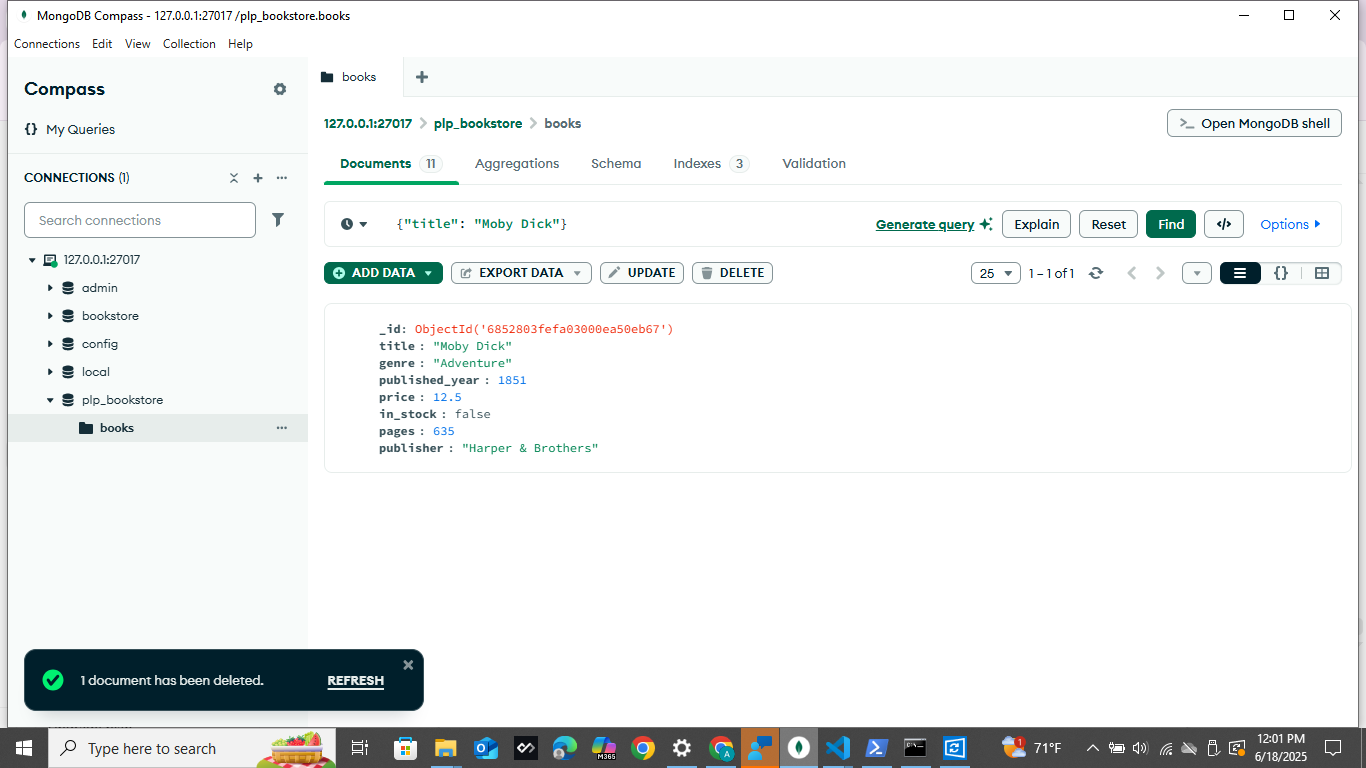 MongoDB Compass - 127.0.0.1:27017 /plp_bookstore.books
Connections Edit View Collection Help
Compass
{} My Queries
CONNECTIONS (1)
Search connections
127.0.0.1:27017
admin
bookstore
config
local
plp_bookstore
books
books
127.0.0.1:27017 > plp_bookstore > books
>_ Open MongoDB shell
Documents 11 Aggregations Schema Indexes 3 Validation
{"title": "Moby Dick"}
Generate query Explain Reset Find </> Options
ADD DATA EXPORT DATA UPDATE DELETE
25 1 – 1 of 1 {}
_id: ObjectId('6852803fefa03000ea50eb67')
title : "Moby Dick"
genre : "Adventure"
published_year : 1851
price : 12.5
in_stock : false
pages : 635
publisher : "Harper & Brothers"
1 document has been deleted. REFRESH
Type here to search
M365
A
1
71°F
12:01 PM
6/18/2025